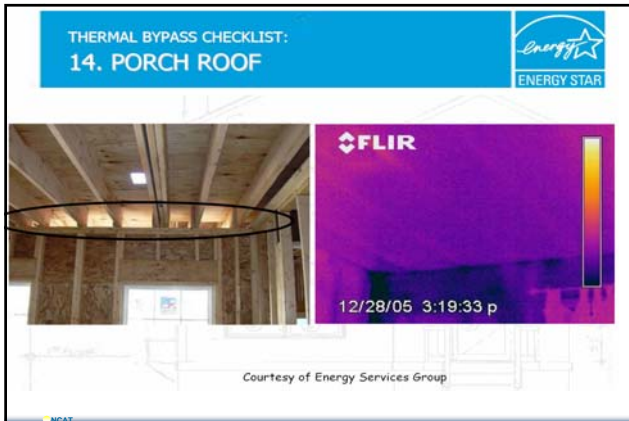 THERMAL BYPASS CHECKLIST:
14. PORCH ROOF
energy
ENERGY STAR
FLIR
12/28/05 3:19:33 p
Courtesy of Energy Services Group
NCAT